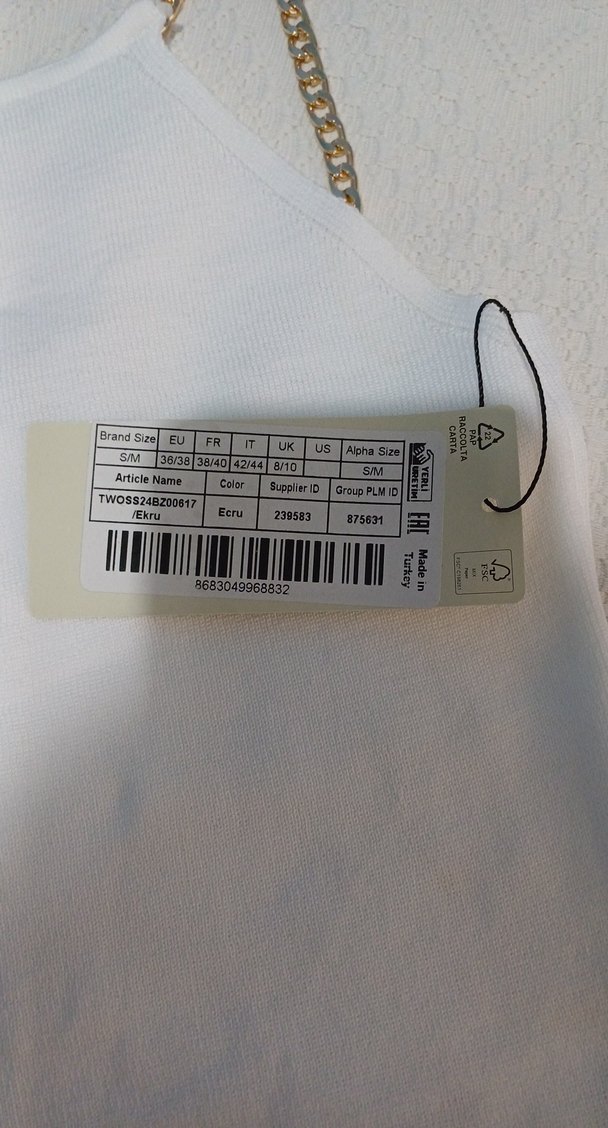 Brand Size EU FR IT UK US Alpha Size
S/M 36/38 38/40 42/44 8/10 S/M
Article Name Color Supplier ID Group PLM ID
TWOSS24BZ00617
/Ekru Ecru 239583 875631
8683049968832
YERLİ
ÜRETİM
EAC
Made in
Turkey
22
PAP
RACCOLTA
CARTA
FSC